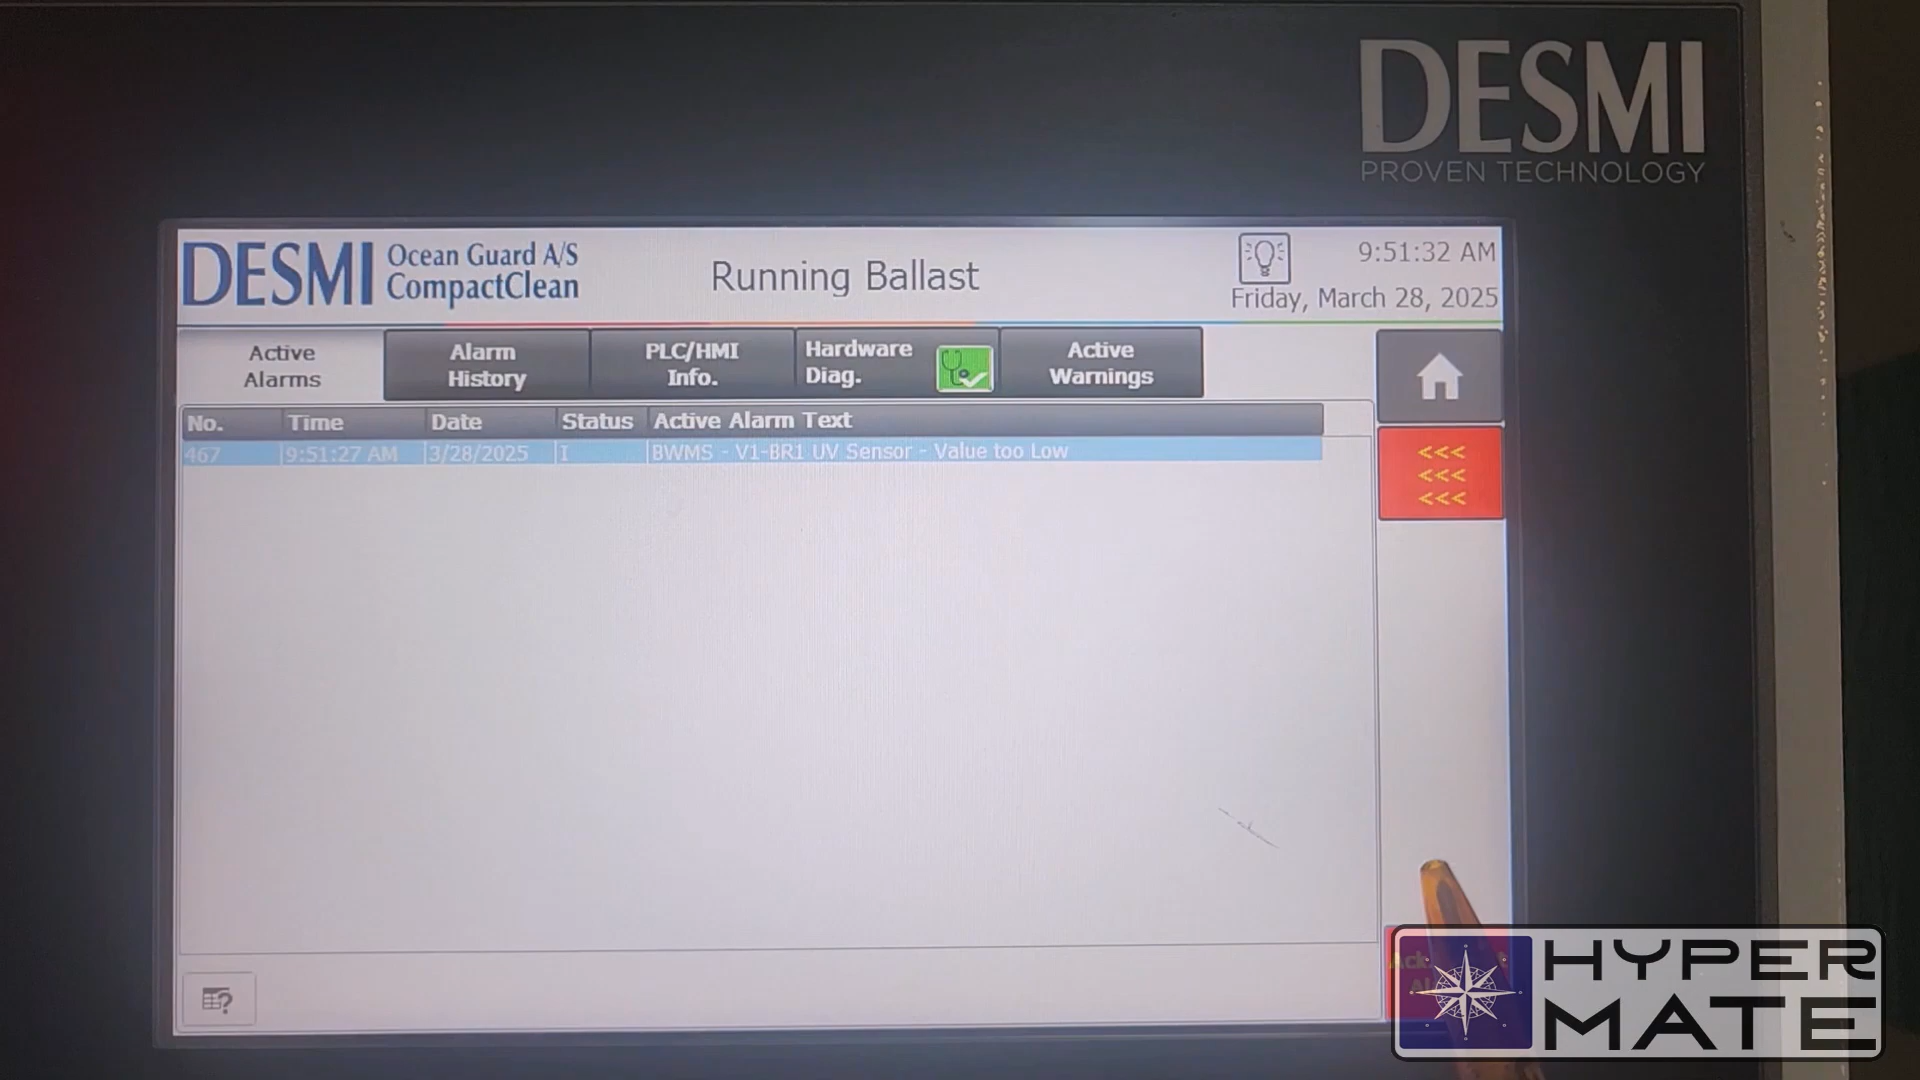 DESMI
PROVEN TECHNOLOGY
DESMI Ocean Guard A/S
CompactClean
Running Ballast
9:51:32 AM
Friday, March 28, 2025
Active
Alarms
Alarm
History
PLC/HMI
Info.
Hardware
Diag.
Active
Warnings
No. Time Date Status Active Alarm Text
467 9:51:27 AM 3/28/2025 I BWMS - V1-BR1 UV Sensor - Value too Low
<<<
<<<
<<<
?
HYPER
MATE